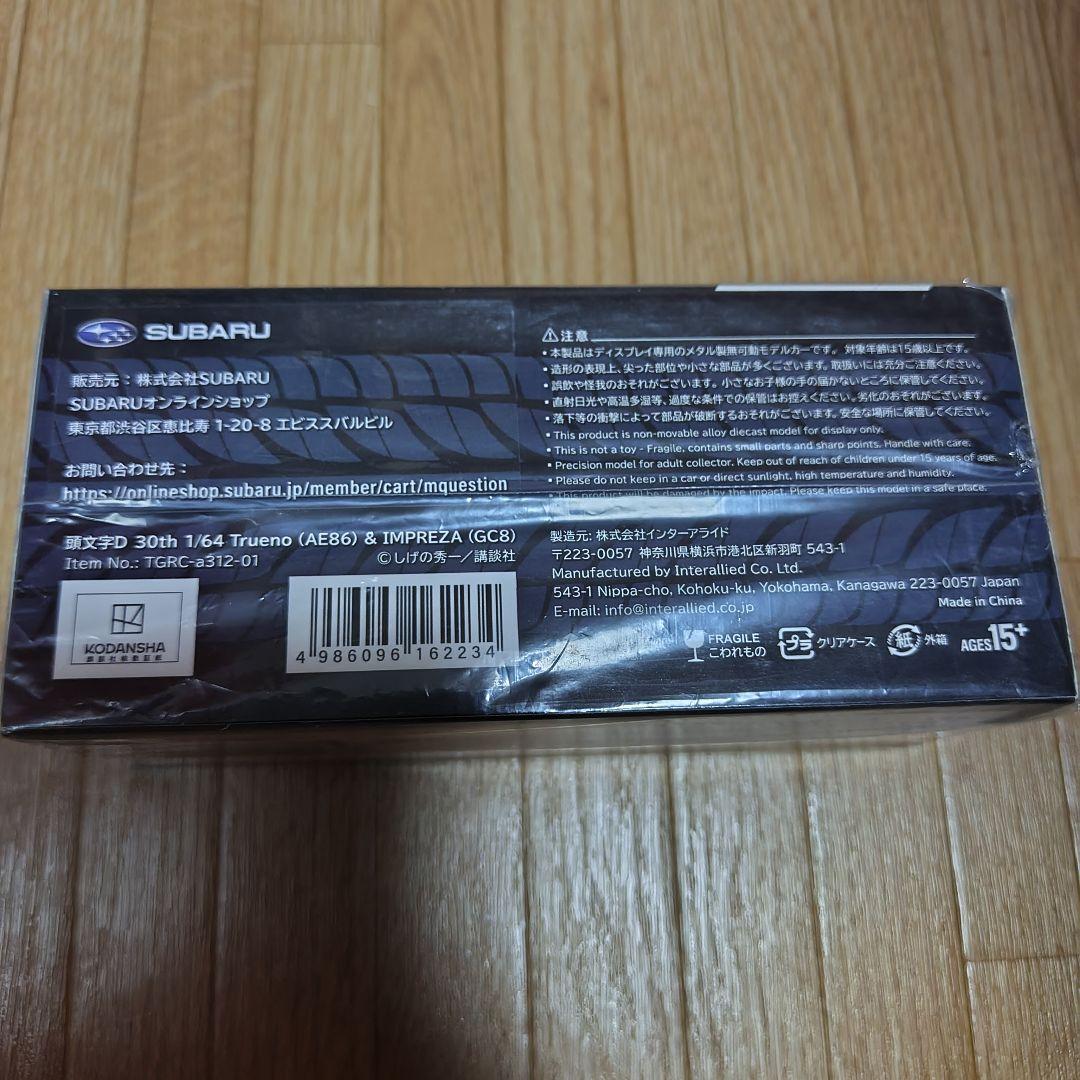 SUBARU
販売元：株式会社SUBARU
SUBARUオンラインショップ
東京都渋谷区恵比寿 1-20-8 エビススバルビル
お問い合わせ先：
https://onlineshop.subaru.jp/member/cart/mquestion
頭文字D 30th 1/64 Trueno (AE86) & IMPREZA (GC8)
Item No.: TGRC-a312-01
©しげの秀一／講談社
KODANSHA
4 986096 162234
⚠注意
•本製品はディスプレイ専用のメタル製無可動モデルカーです。対象年齢は15歳以上です。
•造形の表現上、尖った部位や小さな部品が多くございます。取扱いには充分ご注意ください。
•誤飲や怪我のおそれがございます。小さなお子様の手の届かないところに保管してください。
•直射日光や高温多湿等、過度な条件での保管はお控えください。劣化のおそれがございます。
•落下等の衝撃によって部品が破断するおそれがございます。安全な場所に保管してください。
•This product is non-movable alloy diecast model for display only.
•This is not a toy - Fragile, contains small parts and sharp points. Handle with care.
•Precision model for adult collector. Keep out of reach of children under 15 years of age.
•Please do not keep in a car or direct sunlight, high temperature and humidity.
•This product will be damaged by the impact. Please keep this model in a safe place.
製造元: 株式会社インターアライド
〒223-0057 神奈川県横浜市港北区新羽町 543-1
Manufactured by Interallied Co. Ltd.
543-1 Nippa-cho, Kohoku-ku, Yokohama, Kanagawa 223-0057 Japan
E-mail: info@interallied.co.jp
Made in China
FRAGILE
こわれもの
プラ クリアケース
紙 外箱
AGES15+